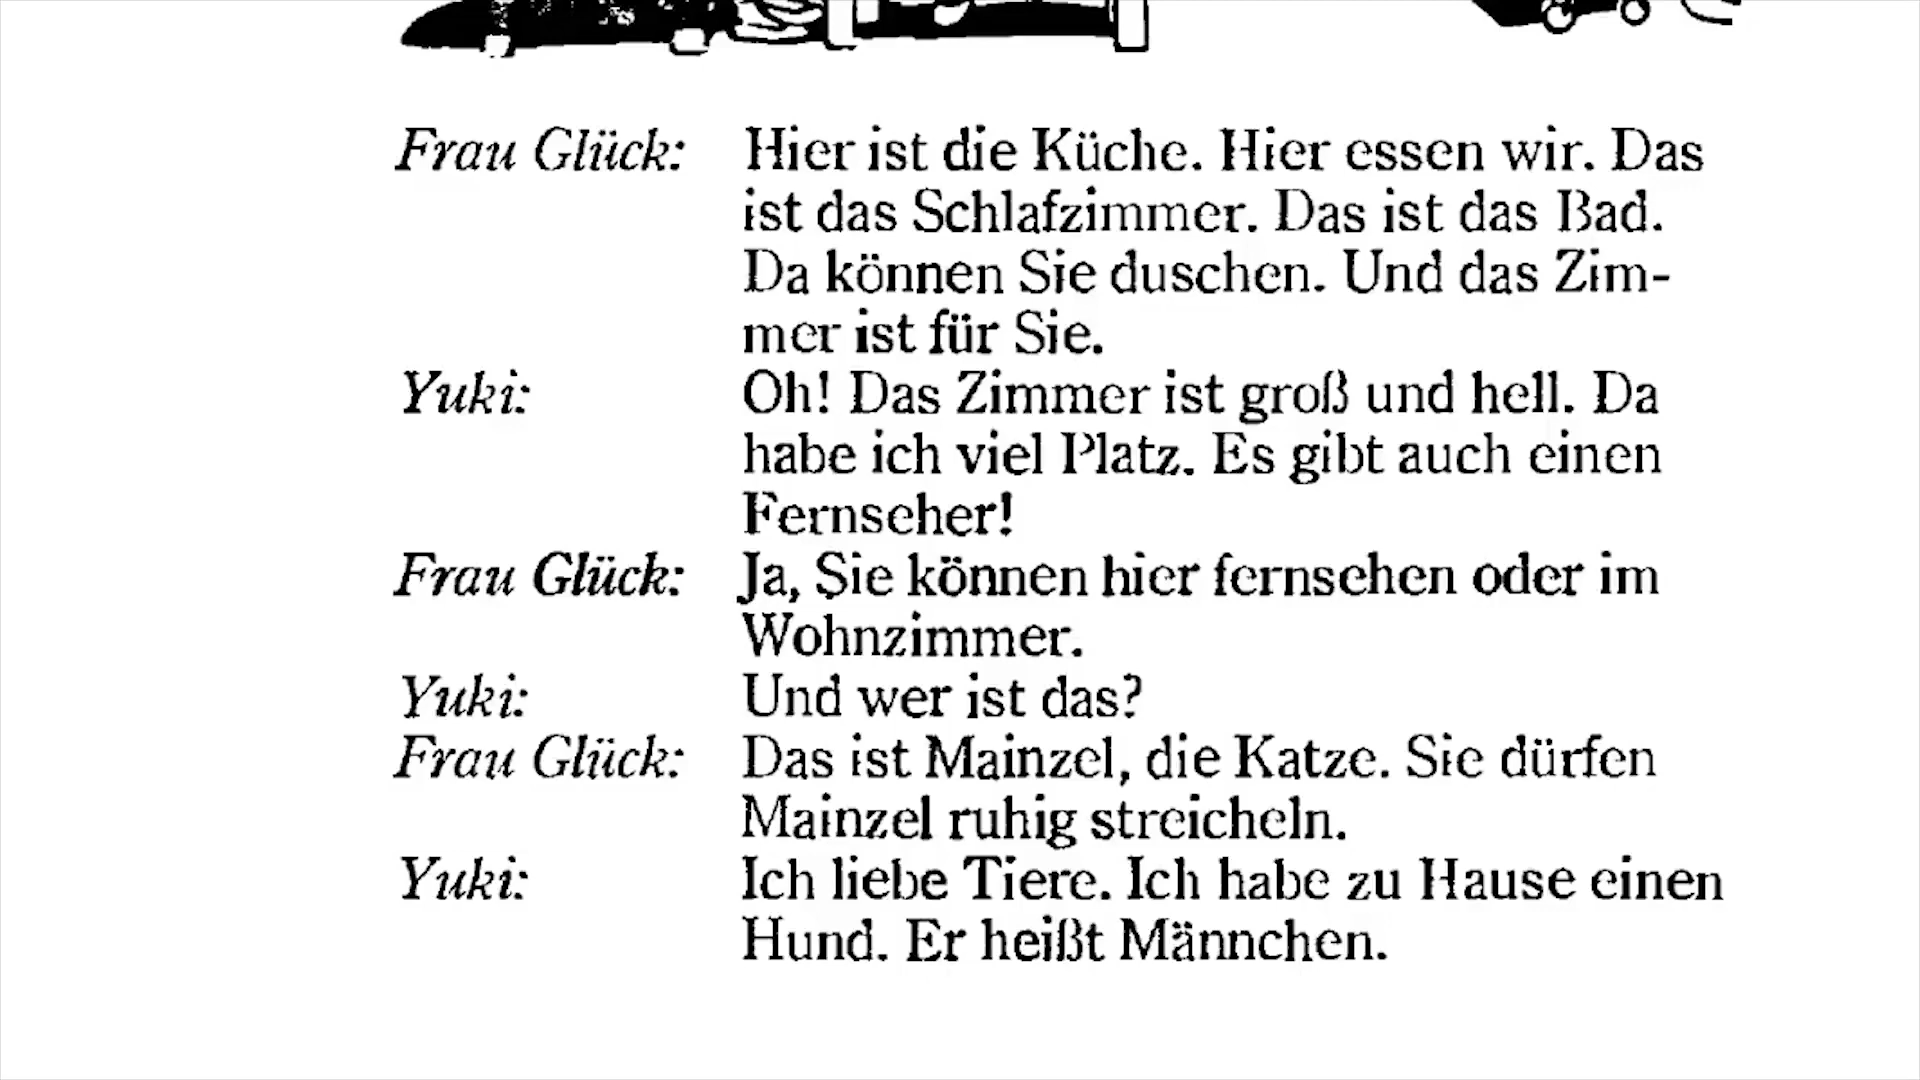 Frau Glück: Hier ist die Küche. Hier essen wir. Das
ist das Schlafzimmer. Das ist das Bad.
Da können Sie duschen. Und das Zim-
mer ist für Sie.
Yuki: Oh! Das Zimmer ist groß und hell. Da
habe ich viel Platz. Es gibt auch einen
Fernseher!
Frau Glück: Ja, Sie können hier fernsehen oder im
Wohnzimmer.
Yuki: Und wer ist das?
Frau Glück: Das ist Mainzel, die Katze. Sie dürfen
Mainzel ruhig streicheln.
Yuki: Ich liebe Tiere. Ich habe zu Hause einen
Hund. Er heißt Männchen.